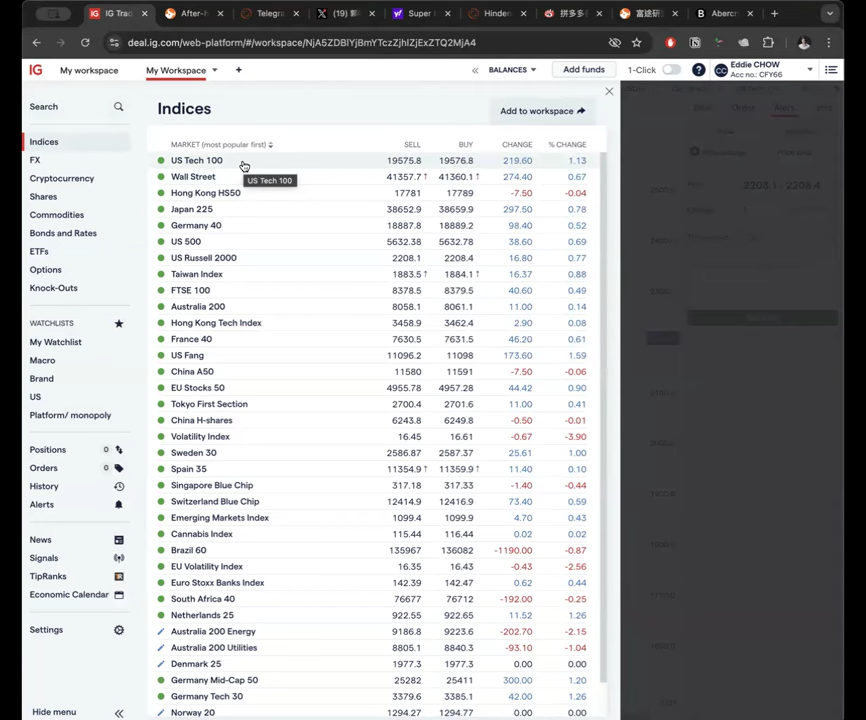 IG Trad
After-h
Telegra
(19)
Super
Hinden
拼多多
富途研
Abercr
deal.ig.com/web-platform/#/workspace/NjA5ZDBlYjBmYTczZjhlZjExZTQ2MjA4
IG My workspace My Workspace + BALANCES Add funds 1-Click Eddie CHOW
CC Acc no.: CFY66
Search
Indices
FX
Cryptocurrency
Shares
Commodities
Bonds and Rates
ETFs
Options
Knock-Outs
WATCHLISTS
My Watchlist
Macro
Brand
US
Platform/ monopoly
Positions 0
Orders 0
History
Alerts
News
Signals
TipRanks
Economic Calendar
Settings
Hide menu
Indices
Add to workspace
MARKET (most popular first) SELL BUY CHANGE % CHANGE
US Tech 100 19575.8 19576.8 219.60 1.13
Wall Street 41357.7 41360.1 274.40 0.67
US Tech 100
Hong Kong HS50 17781 17789 -7.50 -0.04
Japan 225 38652.9 38659.9 297.50 0.78
Germany 40 18887.8 18889.2 98.40 0.52
US 500 5632.38 5632.78 38.60 0.69
US Russell 2000 2208.1 2208.4 16.80 0.77
Taiwan Index 1883.5 1884.1 16.37 0.88
FTSE 100 8378.5 8379.5 40.60 0.49
Australia 200 8058.1 8061.1 11.00 0.14
Hong Kong Tech Index 3458.9 3462.4 2.90 0.08
France 40 7630.5 7631.5 46.20 0.61
US Fang 11096.2 11098 173.60 1.59
China A50 11580 11591 -7.50 -0.06
EU Stocks 50 4955.78 4957.28 44.42 0.90
Tokyo First Section 2700.4 2701.6 11.00 0.41
China H-shares 6243.8 6249.8 -0.50 -0.01
Volatility Index 16.45 16.61 -0.67 -3.90
Sweden 30 2586.87 2587.37 25.61 1.00
Spain 35 11354.9 11359.9 11.40 0.10
Singapore Blue Chip 317.18 317.33 -1.40 -0.44
Switzerland Blue Chip 12414.9 12416.9 73.40 0.59
Emerging Markets Index 1099.4 1099.9 4.70 0.43
Cannabis Index 115.44 116.44 0.02 0.02
Brazil 60 135967 136082 -1190.00 -0.87
EU Volatility Index 16.35 16.43 -0.43 -2.56
Euro Stoxx Banks Index 142.39 142.47 0.62 0.44
South Africa 40 76677 76712 -192.00 -0.25
Netherlands 25 922.55 922.65 11.52 1.26
Australia 200 Energy 9186.8 9223.6 -202.70 -2.15
Australia 200 Utilities 8805.1 8840.3 -93.10 -1.04
Denmark 25 1977.3 1977.3 0.00 0.00
Germany Mid-Cap 50 25282 25411 300.00 1.20
Germany Tech 30 3379.6 3385.1 42.00 1.26
Norway 20 1294.27 1294.77 0.00 0.00
2208.1 2208.4